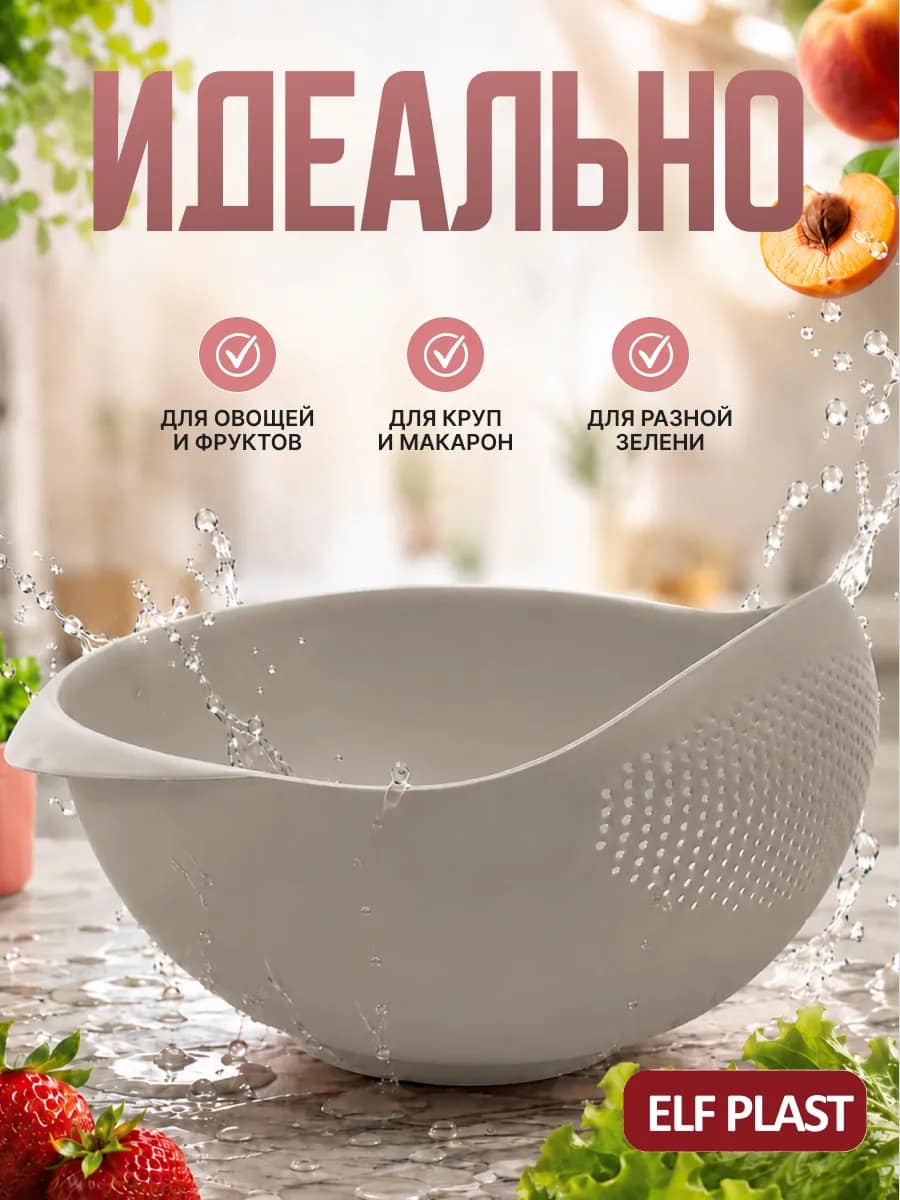 ИДЕАЛЬНО
ДЛЯ ОВОЩЕЙ
И ФРУКТОВ
ДЛЯ КРУП
И МАКАРОН
ДЛЯ РАЗНОЙ
ЗЕЛЕНИ
ELF PLAST